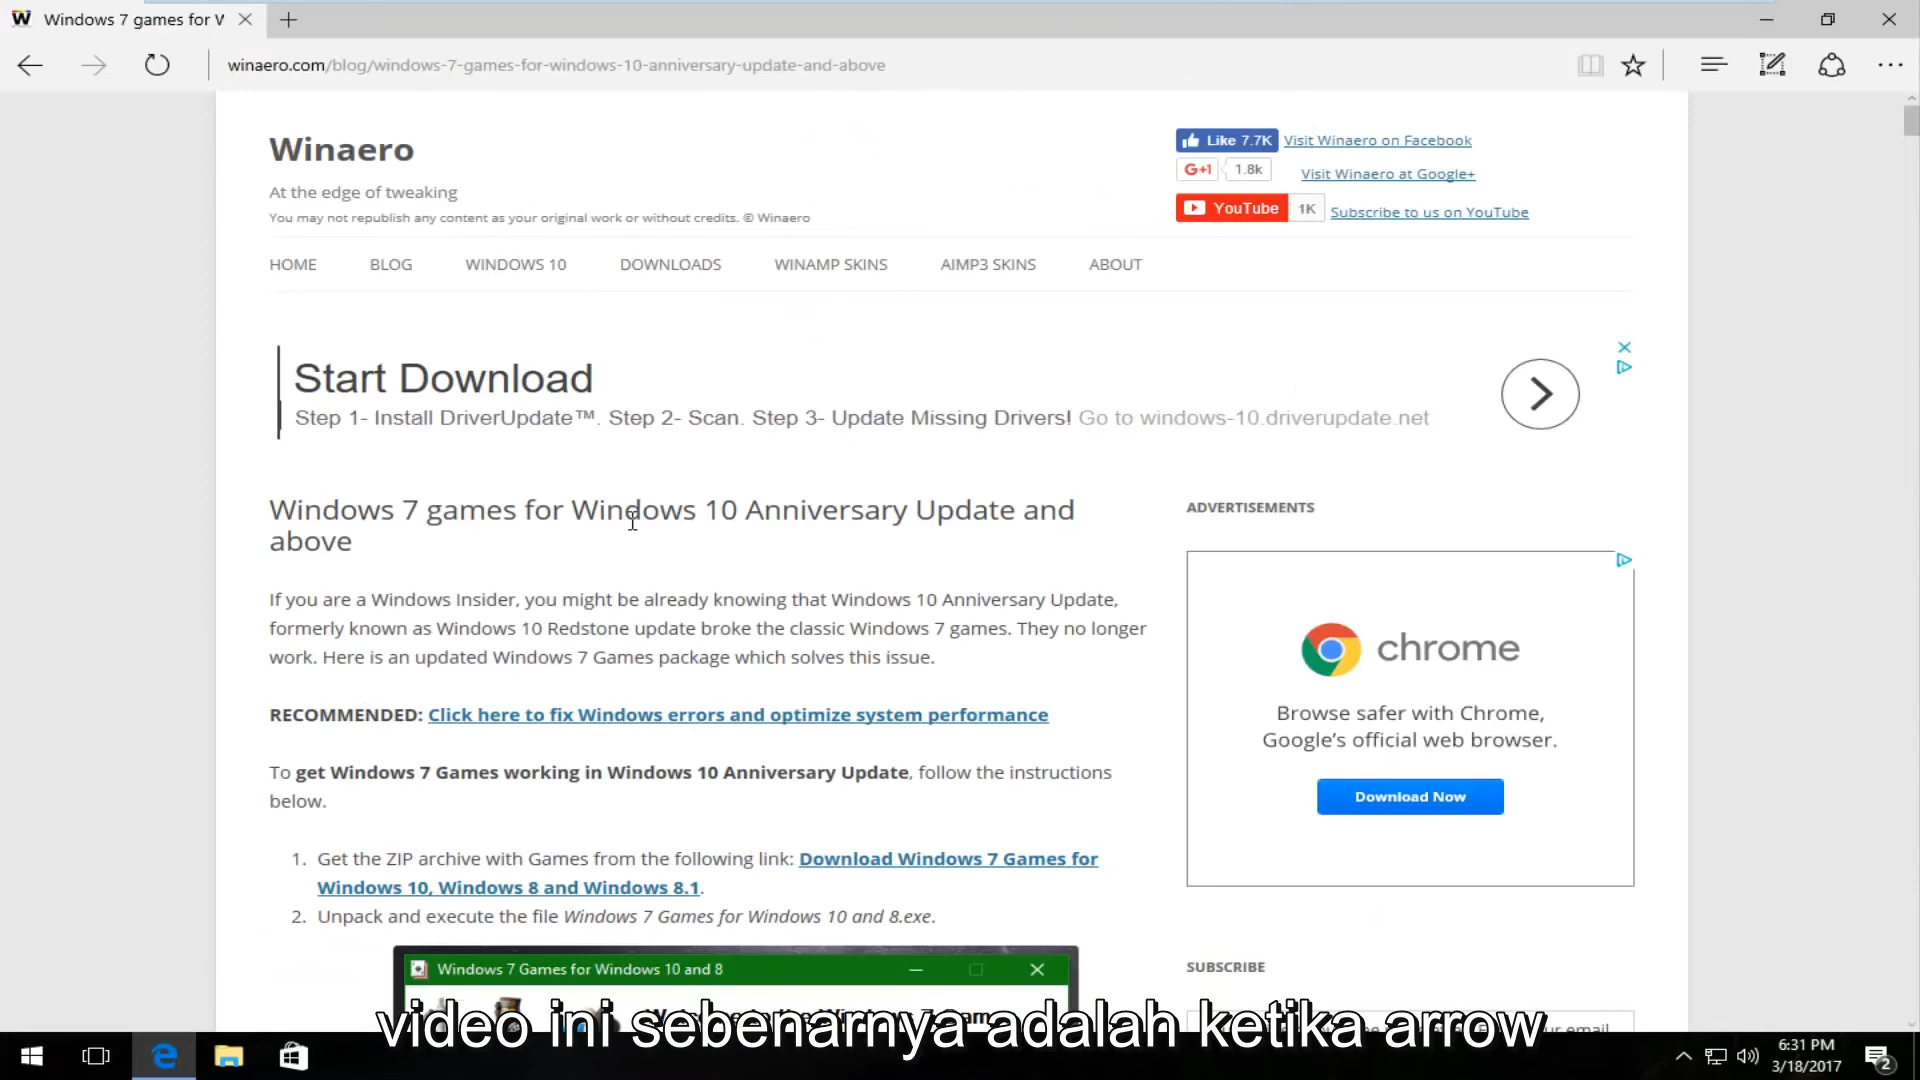 Windows 7 games for W
winaero.com/blog/windows-7-games-for-windows-10-anniversary-update-and-above
Winaero
At the edge of tweaking
You may not republish any content as your original work or without credits. © Winaero
Like 7.7K Visit Winaero on Facebook
G+1 1.8k Visit Winaero at Google+
YouTube 1K Subscribe to us on YouTube
HOME BLOG WINDOWS 10 DOWNLOADS WINAMP SKINS AIMP3 SKINS ABOUT
Start Download
Step 1- Install DriverUpdate™. Step 2- Scan. Step 3- Update Missing Drivers! Go to windows-10.driverupdate.net
Windows 7 games for Windows 10 Anniversary Update and
above
If you are a Windows Insider, you might be already knowing that Windows 10 Anniversary Update,
formerly known as Windows 10 Redstone update broke the classic Windows 7 games. They no longer
work. Here is an updated Windows 7 Games package which solves this issue.
RECOMMENDED: Click here to fix Windows errors and optimize system performance
To get Windows 7 Games working in Windows 10 Anniversary Update, follow the instructions
below.
1. Get the ZIP archive with Games from the following link: Download Windows 7 Games for
Windows 10, Windows 8 and Windows 8.1.
2. Unpack and execute the file Windows 7 Games for Windows 10 and 8.exe.
Windows 7 Games for Windows 10 and 8
ADVERTISEMENTS
chrome
Browse safer with Chrome,
Google's official web browser.
Download Now
SUBSCRIBE
email
video ini sebenarnya adalah ketika arrow
6:31 PM
3/18/2017
2